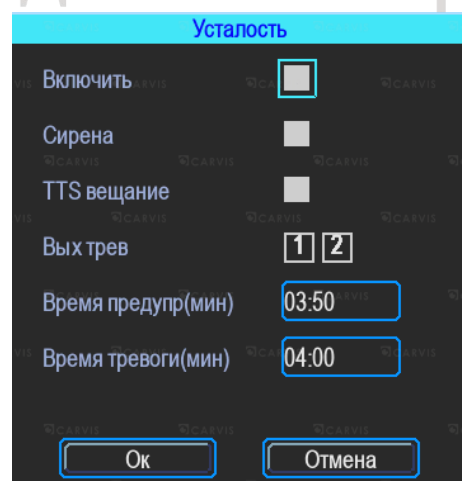 Усталость
Включить
Сирена
TTS вещание
Вых трев 1 2
Время предупр(мин) 03:50
Время тревоги(мин) 04:00
Ок Отмена
CARVIS